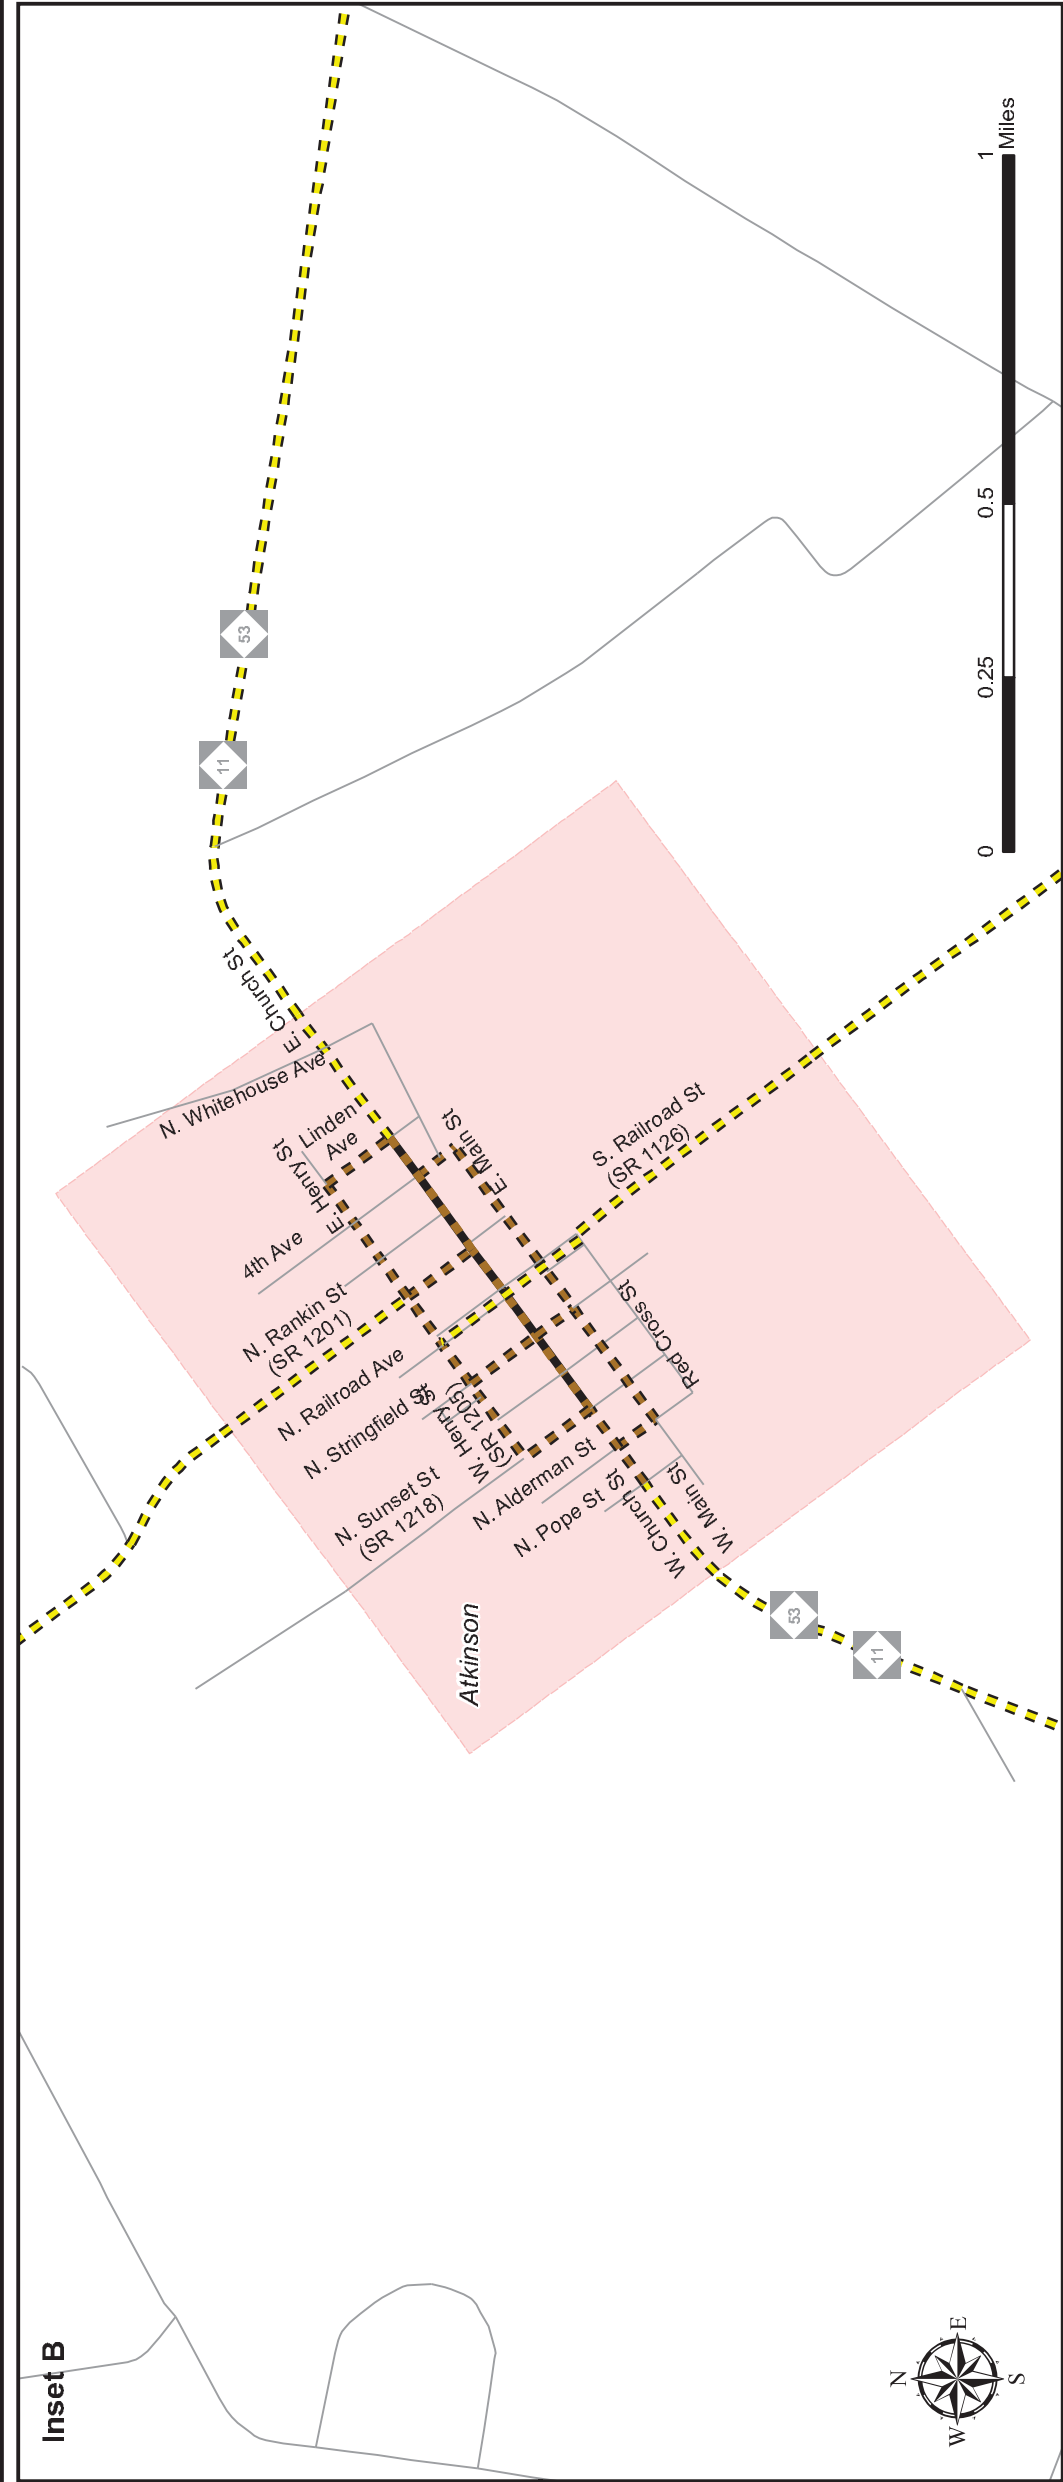 Inset B
53
11
E. Church St
N. Whitehouse Ave
Linden
Ave
E. Henry St
4th Ave
E. Main St
N. Rankin St
(SR 1201)
N. Railroad Ave
S. Railroad St
(SR 1126)
N. Stringfield St
W. Henry St
(SR 1205)
Red Cross St
N. Sunset St
(SR 1218)
N. Alderman St
N. Pope St
W. Church St
W. Main St
Atkinson
53
11
0
0.25
0.5
1
Miles
N
W
E
S